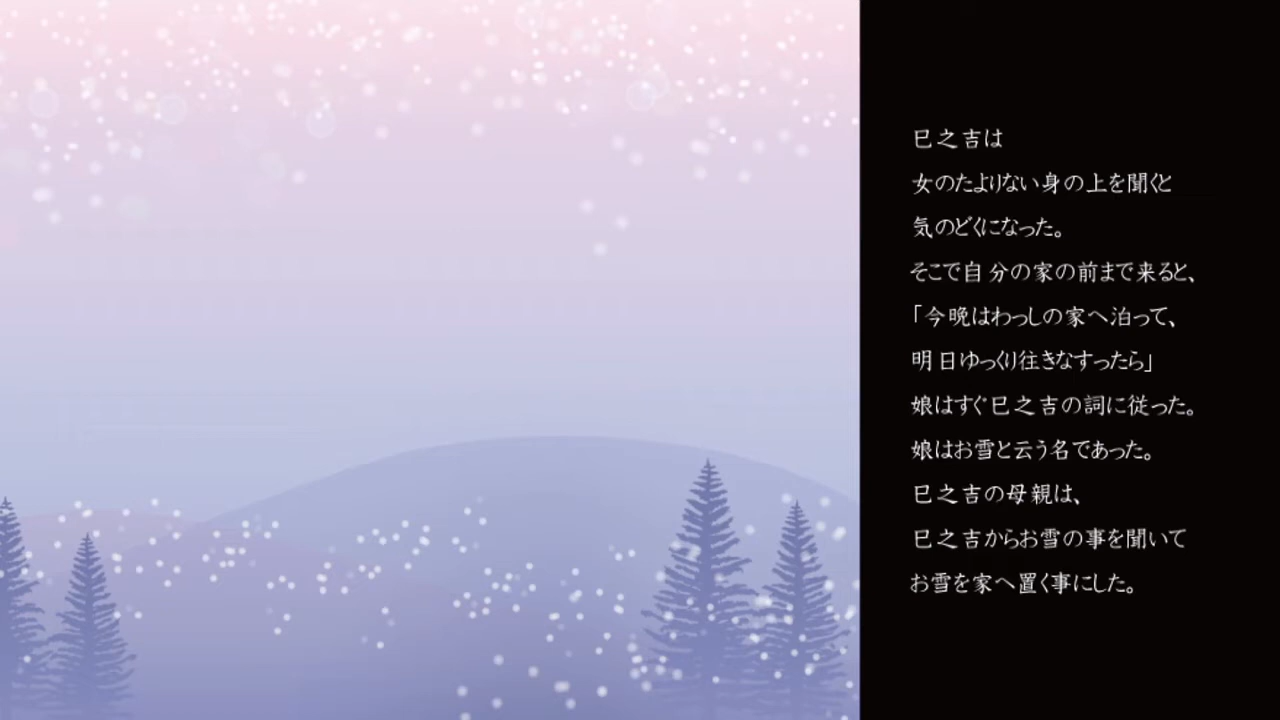 巳之吉は
女のたよりない身の上を聞くと
気のどくになった。
そこで自分の家の前まで来ると、
「今晩はわっしの家へ泊って、
明日ゆっくり往きなすったら」
娘はすぐ巳之吉の詞に従った。
娘はお雪と云う名であった。
巳之吉の母親は、
巳之吉からお雪の事を聞いて
お雪を家へ置く事にした。